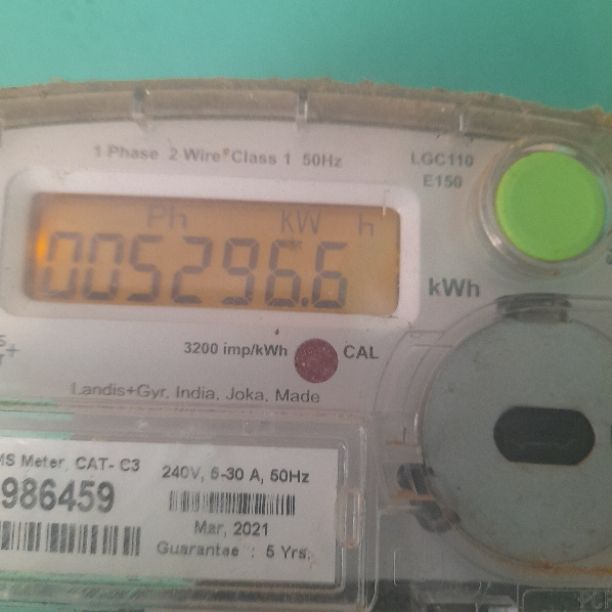 1 Phase 2 Wire Class 1 50Hz
LGC110
E150
Ph KW h
005296.6
kWh
3200 imp/kWh CAL
Landis+Gyr, India, Joka, Made
MS Meter, CAT- C3
986459
240V, 5-30 A, 50Hz
Mar, 2021
Guarantee : 5 Yrs.